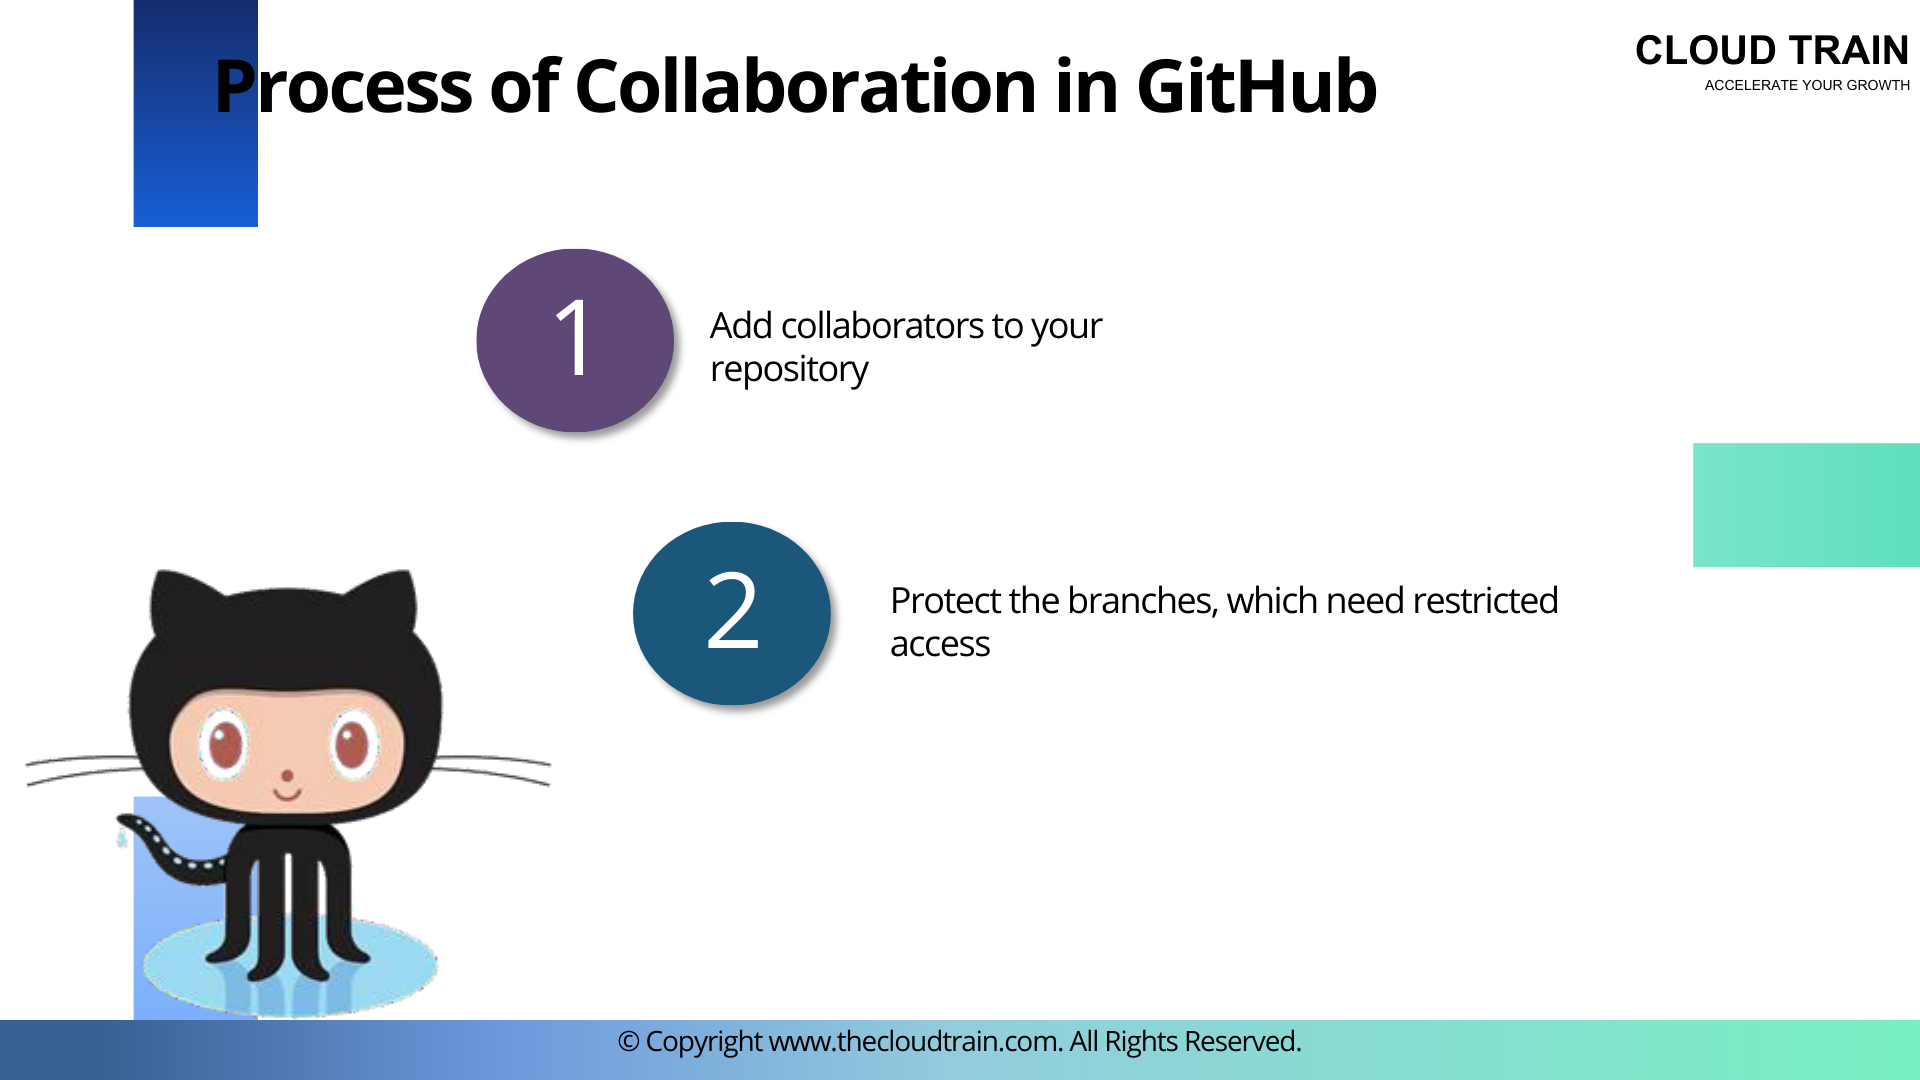 Process of Collaboration in GitHub
CLOUD TRAIN
ACCELERATE YOUR GROWTH
1
Add collaborators to your
repository
2
Protect the branches, which need restricted
access
© Copyright www.thecloudtrain.com. All Rights Reserved.